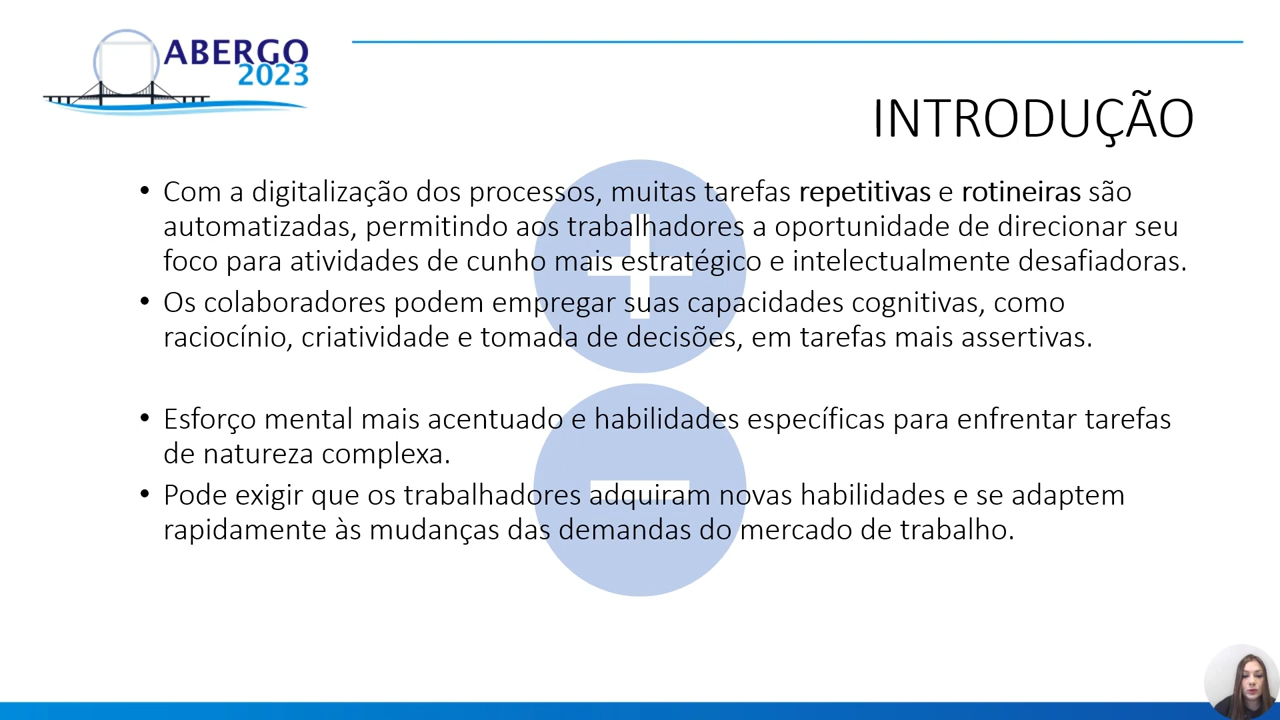 ABERGO
2023
INTRODUÇÃO
• Com a digitalização dos processos, muitas tarefas repetitivas e rotineiras são
automatizadas, permitindo aos trabalhadores a oportunidade de direcionar seu
foco para atividades de cunho mais estratégico e intelectualmente desafiadoras.
• Os colaboradores podem empregar suas capacidades cognitivas, como
raciocínio, criatividade e tomada de decisões, em tarefas mais assertivas.
• Esforço mental mais acentuado e habilidades específicas para enfrentar tarefas
de natureza complexa.
• Pode exigir que os trabalhadores adquiram novas habilidades e se adaptem
rapidamente às mudanças das demandas do mercado de trabalho.